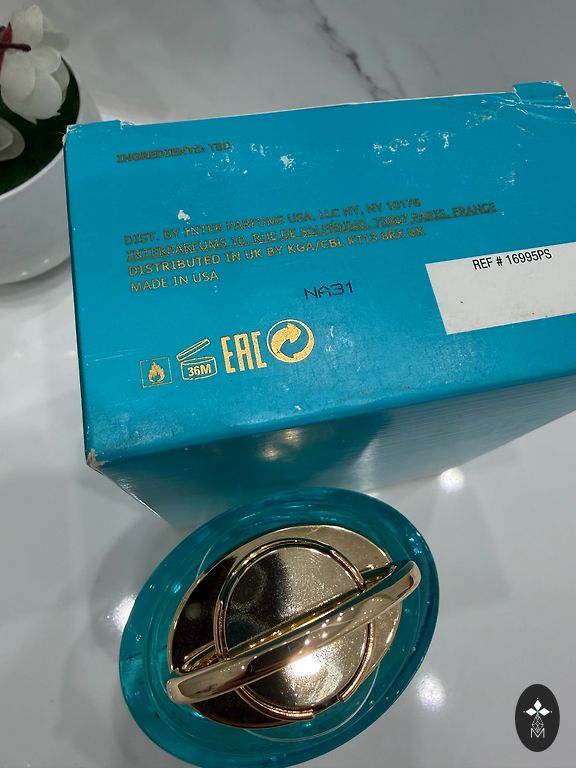 INGREDIENTS: TBD
DIST. BY INTER PARFUMS USA, LLC NY, NY 10176
INTERPARFUMS 10, RUE DE SOLFÉRINO, 75007 PARIS, FRANCE
DISTRIBUTED IN UK BY KGA/CBL KT13 8RX UK
MADE IN USA
NA31
REF # 16995PS
36M
EAC
M